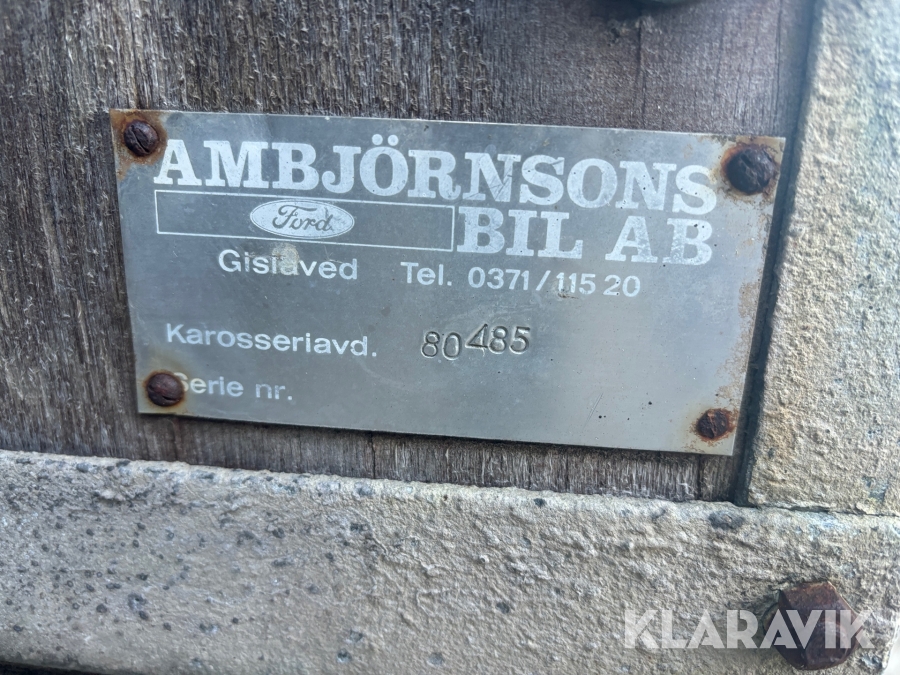 AMBJÖRNSONS
Ford BIL AB
Gislaved Tel. 0371/115 20
Karosseriavd. 80485
Serie nr.
KLARAVIK